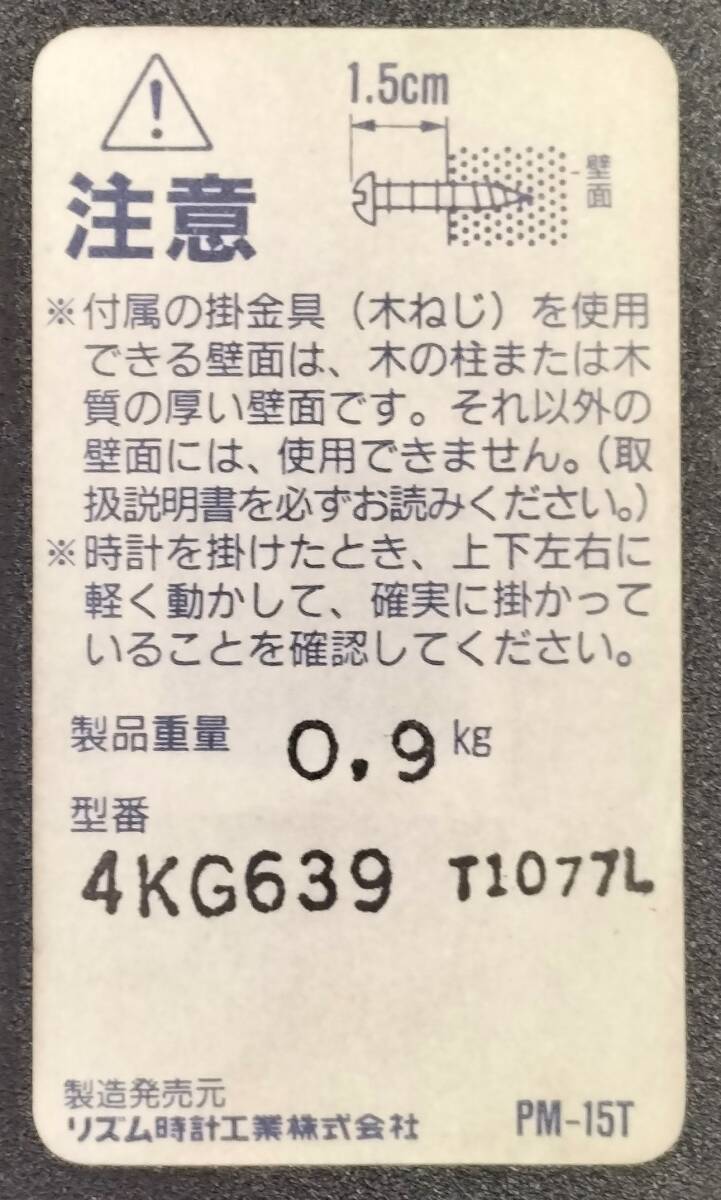 1.5cm
壁面
注意
※付属の掛金具（木ねじ）を使用
できる壁面は、木の柱または木
質の厚い壁面です。それ以外の
壁面には、使用できません。（取
扱説明書を必ずお読みください。）
※時計を掛けたとき、上下左右に
軽く動かして、確実に掛かって
いることを確認してください。
製品重量 0.9 kg
型番
4KG639 T1077L
製造発売元
リズム時計工業株式会社 PM-15T